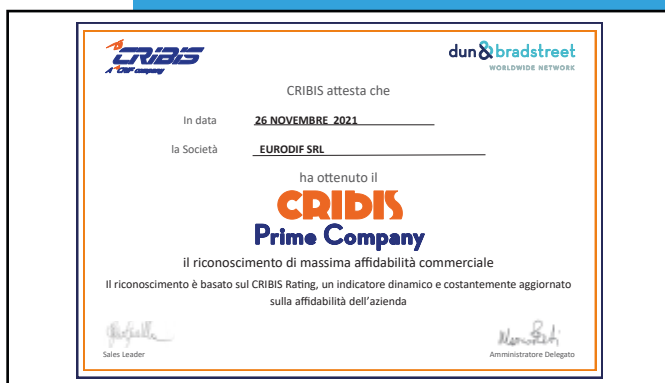 CRIBIS
A CRIF company
dun & bradstreet
WORLDWIDE NETWORK
CRIBIS attesta che
In data 26 NOVEMBRE 2021
la Società EURODIF SRL
ha ottenuto il
CRIBIS
Prime Company
il riconoscimento di massima affidabilità commerciale
Il riconoscimento è basato sul CRIBIS Rating, un indicatore dinamico e costantemente aggiornato
sulla affidabilità dell'azienda
Sales Leader
Amministratore Delegato